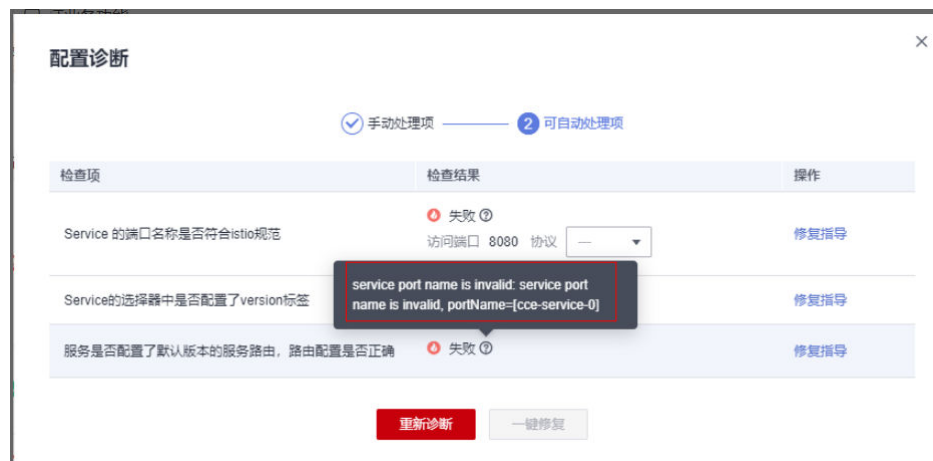 配置诊断
手动处理项
2 可自动处理项
检查项 检查结果 操作
失败
Service 的端口名称是否符合istio规范 修复指导
访问端口 8080 协议 —
service port name is invalid: service port
name is invalid, portName=[cce-service-0]
Service的选择器中是否配置了version标签 修复指导
服务是否配置了默认版本的服务路由，路由配置是否正确 失败 修复指导
重新诊断 一键修复